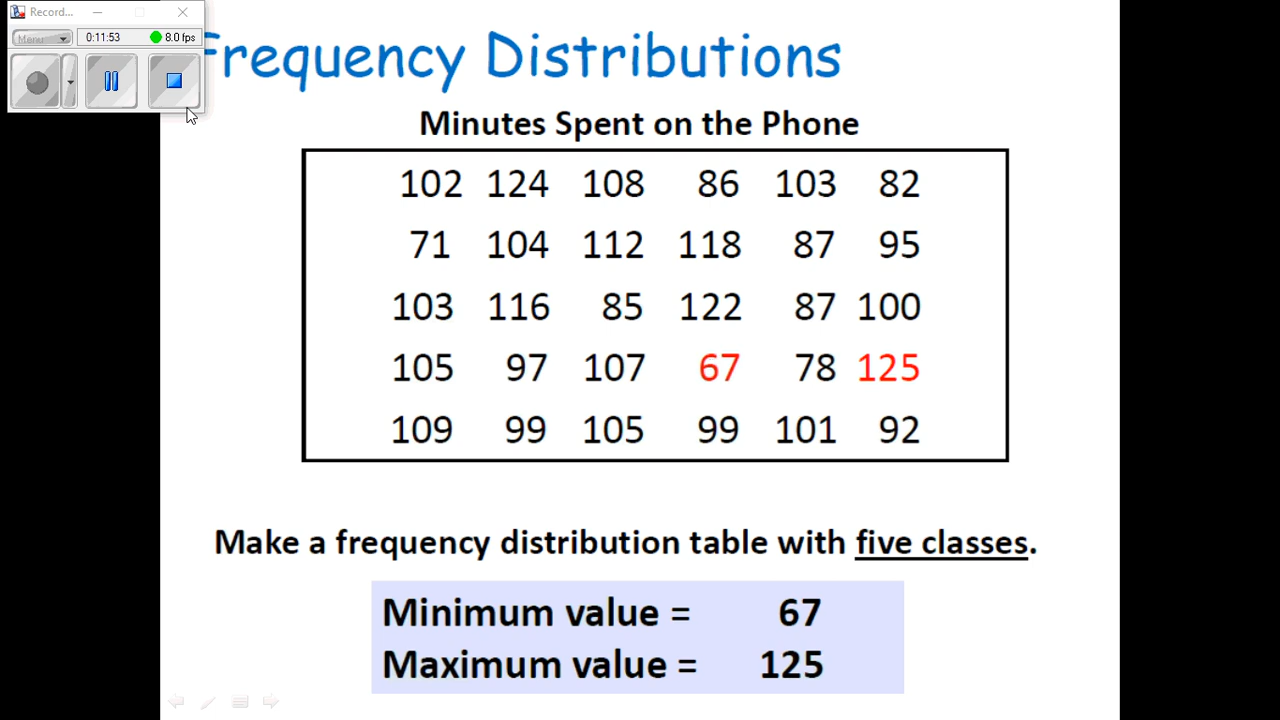 Record...
Menu 0:11:53 8.0 fps
Frequency Distributions
Minutes Spent on the Phone
102 124 108 86 103 82
71 104 112 118 87 95
103 116 85 122 87 100
105 97 107 67 78 125
109 99 105 99 101 92
Make a frequency distribution table with five classes.
Minimum value = 67
Maximum value = 125